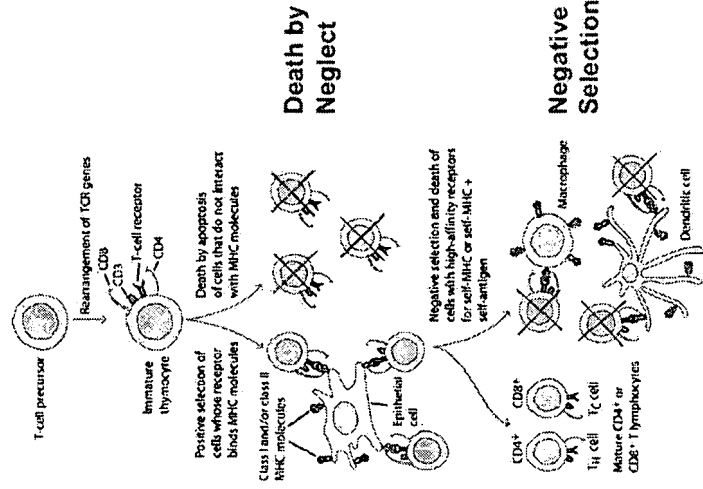 T-cell precursor
Rearrangement of TCR genes
CD8
CD3
T-cell receptor
CD4
Immature
thymocyte
Positive selection of
cells whose receptor
binds MHC molecules
Death by apoptosis
of cells that do not interact
with MHC molecules
Death by
Neglect
Class I and/or class II
MHC molecules
Epithelial
cell
Negative selection and death of
cells with high-affinity receptors
for self-MHC or self-MHC +
self-antigen
Negative
Selection
CD4+
CD8+
TH cell
TC cell
Mature CD4+ or
CD8+ T lymphocytes
Macrophage
Dendritic cell